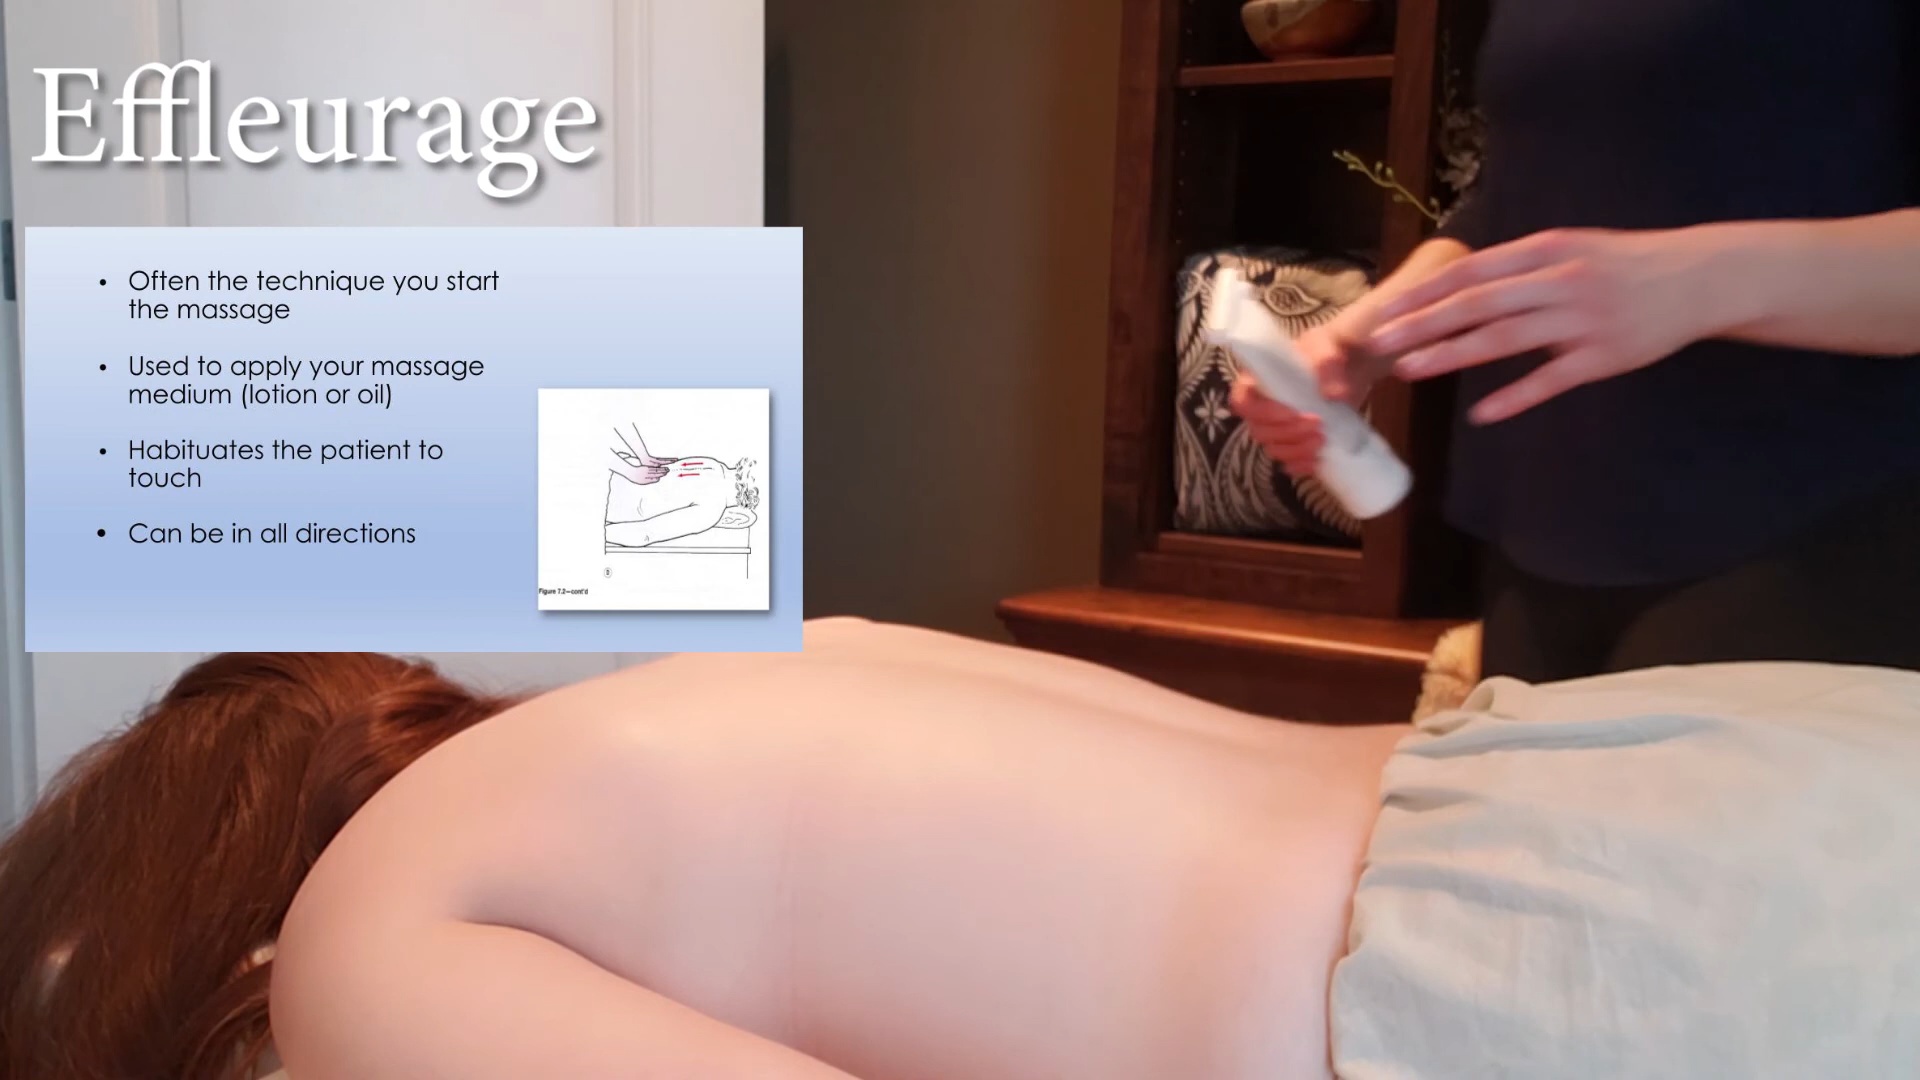 Effleurage
• Often the technique you start
the massage
• Used to apply your massage
medium (lotion or oil)
• Habituates the patient to
touch
• Can be in all directions
Figure 7.2—cont'd